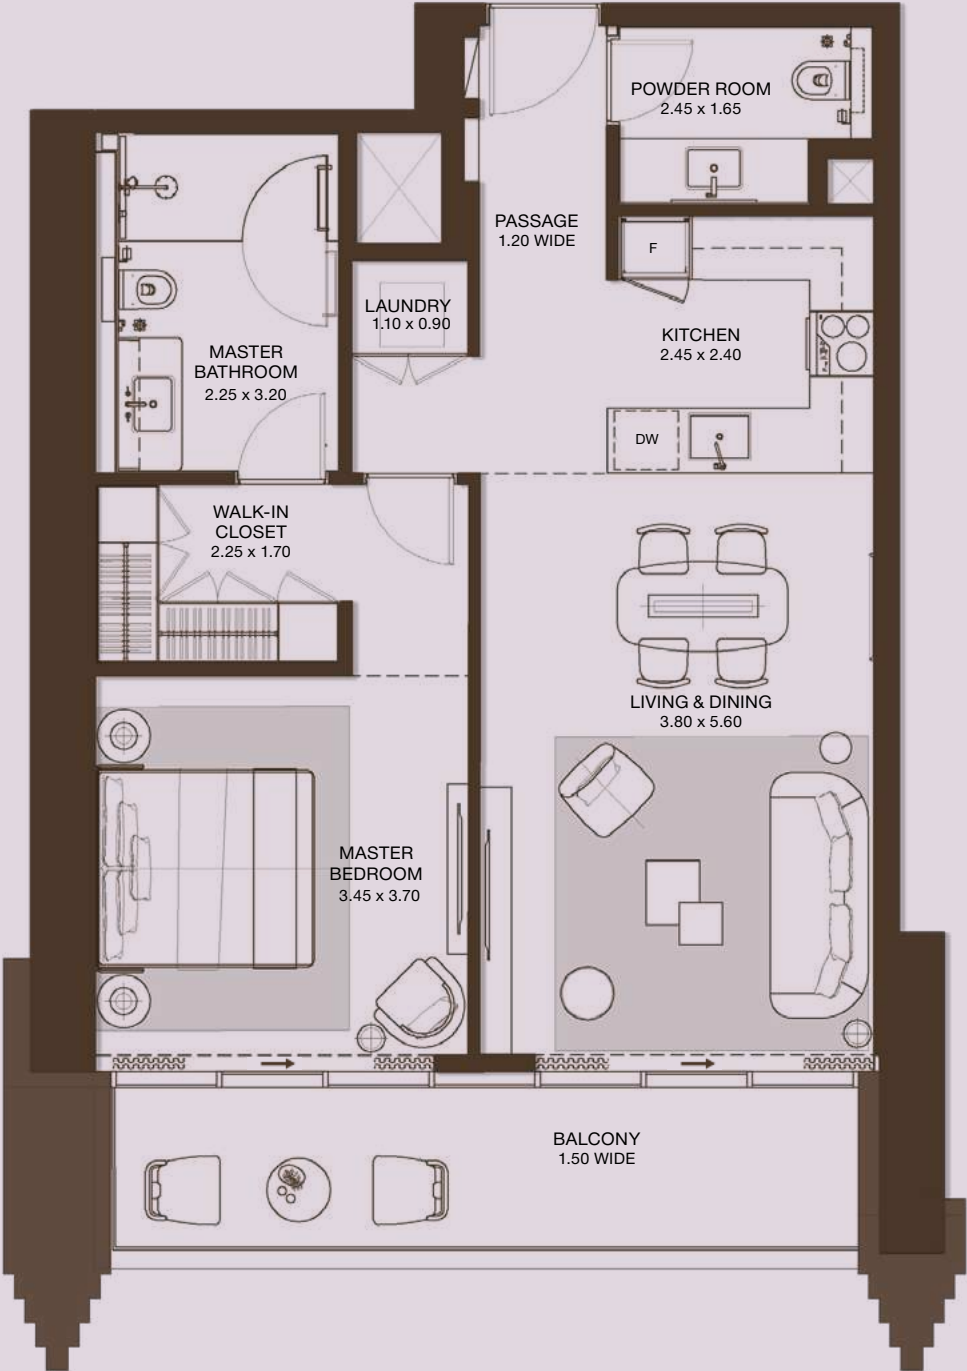 POWDER ROOM
2.45 x 1.65
PASSAGE
1.20 WIDE
F
LAUNDRY
1.10 x 0.90
KITCHEN
2.45 x 2.40
MASTER
BATHROOM
2.25 x 3.20
DW
WALK-IN
CLOSET
2.25 x 1.70
LIVING & DINING
3.80 x 5.60
MASTER
BEDROOM
3.45 x 3.70
BALCONY
1.50 WIDE